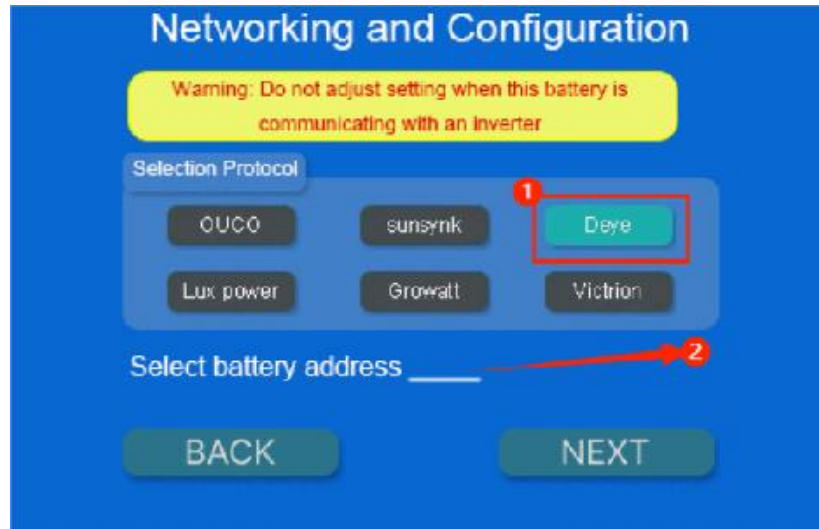 Networking and Configuration
Warning: Do not adjust setting when this battery is
communicating with an inverter
Selection Protocol
1
OUCO sunsynk Deye
Lux power Growatt Victrion
Select battery address _____ 2
BACK NEXT